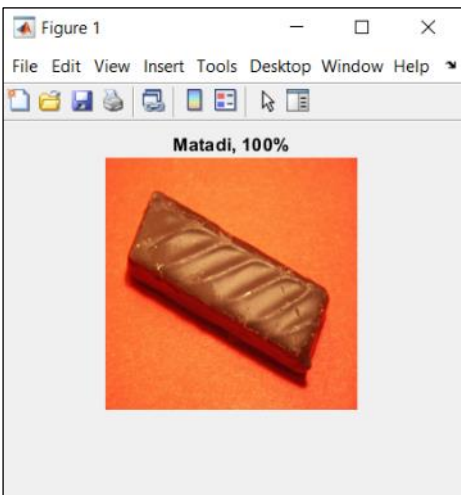 Figure 1
File Edit View Insert Tools Desktop Window Help
Matadi, 100%